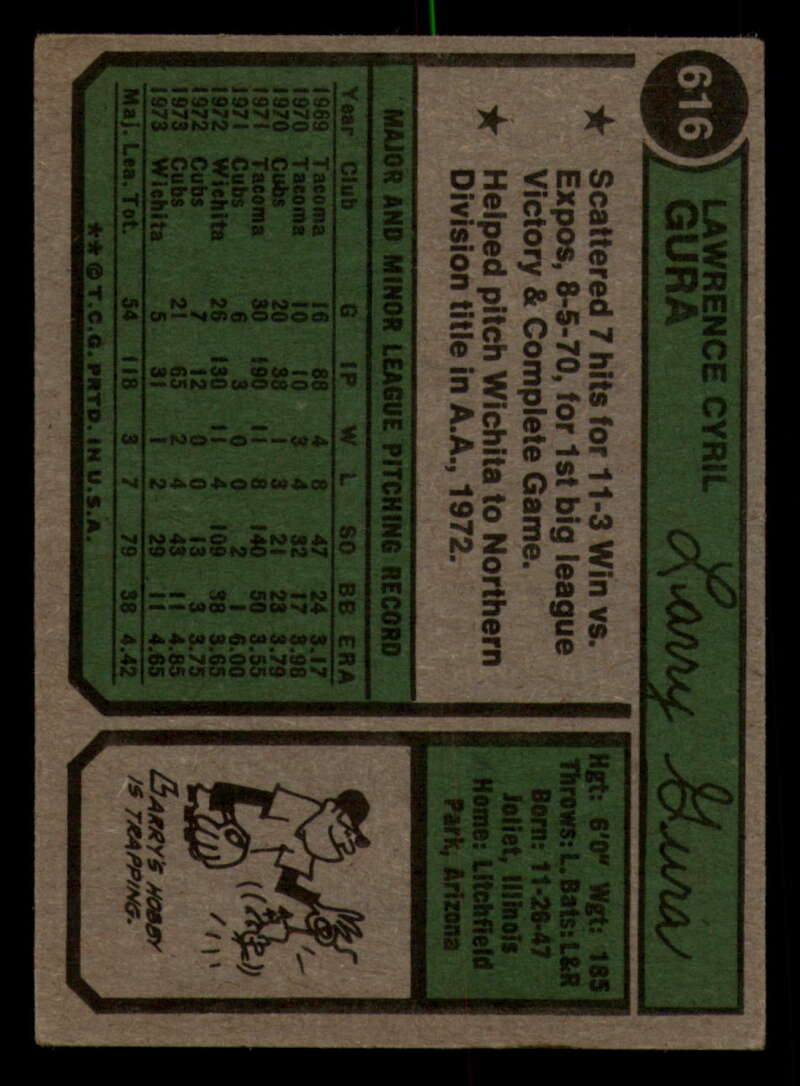 616
LAWRENCE CYRIL
GURA
Larry Gura
★ Scattered 7 hits for 11-3 Win vs.
Expos, 8-5-70, for 1st big league
Victory & Complete Game.
★ Helped pitch Wichita to Northern
Division title in A.A., 1972.
Hgt: 6'0" Wgt: 185
Throws: L. Bats: L&R
Born: 11-26-47
Joliet, Illinois
Home: Litchfield
Park, Arizona
MAJOR AND MINOR LEAGUE PITCHING RECORD
Year Club G IP W L SO BB ERA
1969 Tacoma 16 88 4 8 47 24 3.17
1970 Tacoma 10 10 3 4 32 17 3.98
1970 Cubs 20 38 1 3 21 23 3.79
1971 Tacoma 30 190 11 8 140 50 3.55
1971 Cubs 6 3 0 0 2 1 6.00
1972 Wichita 26 130 11 4 109 38 3.65
1972 Cubs 7 12 0 0 13 3 3.75
1973 Cubs 21 65 2 4 43 11 4.85
1973 Wichita 5 31 1 2 29 11 4.65
Maj. Lea. Tot. 54 118 3 7 79 38 4.42
**©T.C.G. PRTD. IN U.S.A.
LARRY'S HOBBY
IS TRAPPING.